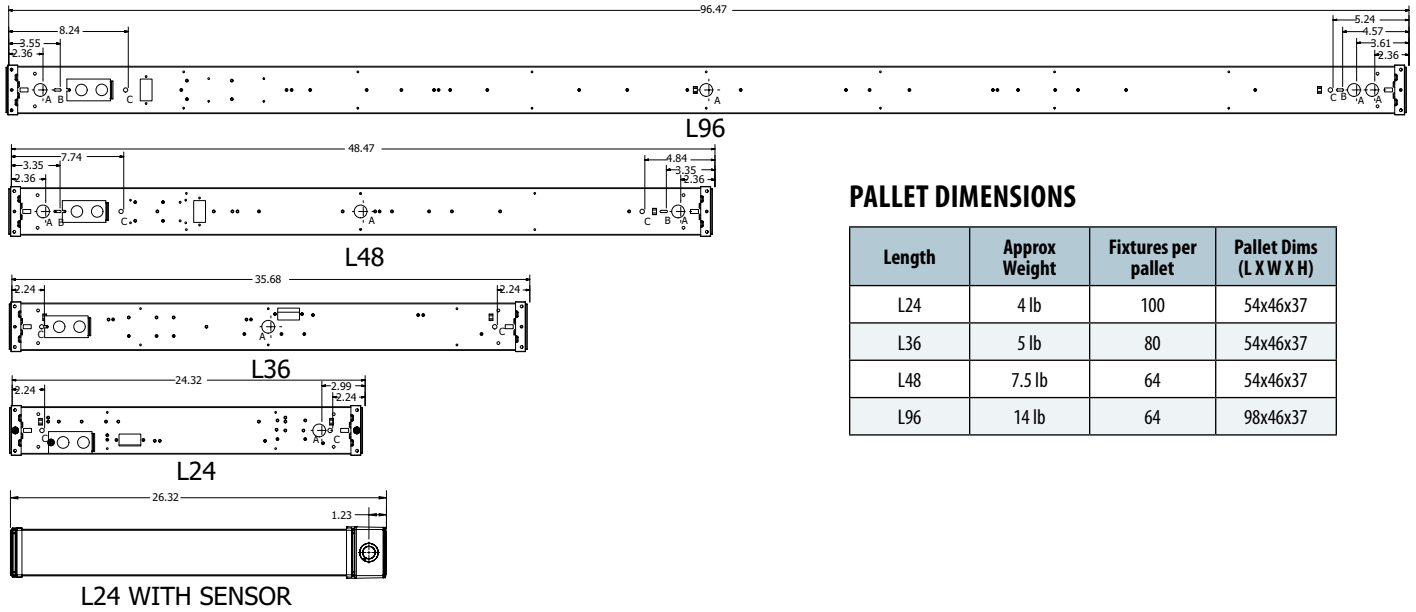 96.47
8.24
3.55
2.36
5.24
4.57
3.61
2.36
A B C A C B A A
L96
48.47
7.74
3.35
2.36
4.84
3.35
2.36
A B C A C B A
L48
35.68
2.24
2.24
C A C
L36
24.32
2.24
2.99
2.24
C A C
L24
26.32
1.23
L24 WITH SENSOR
PALLET DIMENSIONS
Length Approx Weight Fixtures per pallet Pallet Dims (L X W X H)
L24 4 lb 100 54x46x37
L36 5 lb 80 54x46x37
L48 7.5 lb 64 54x46x37
L96 14 lb 64 98x46x37